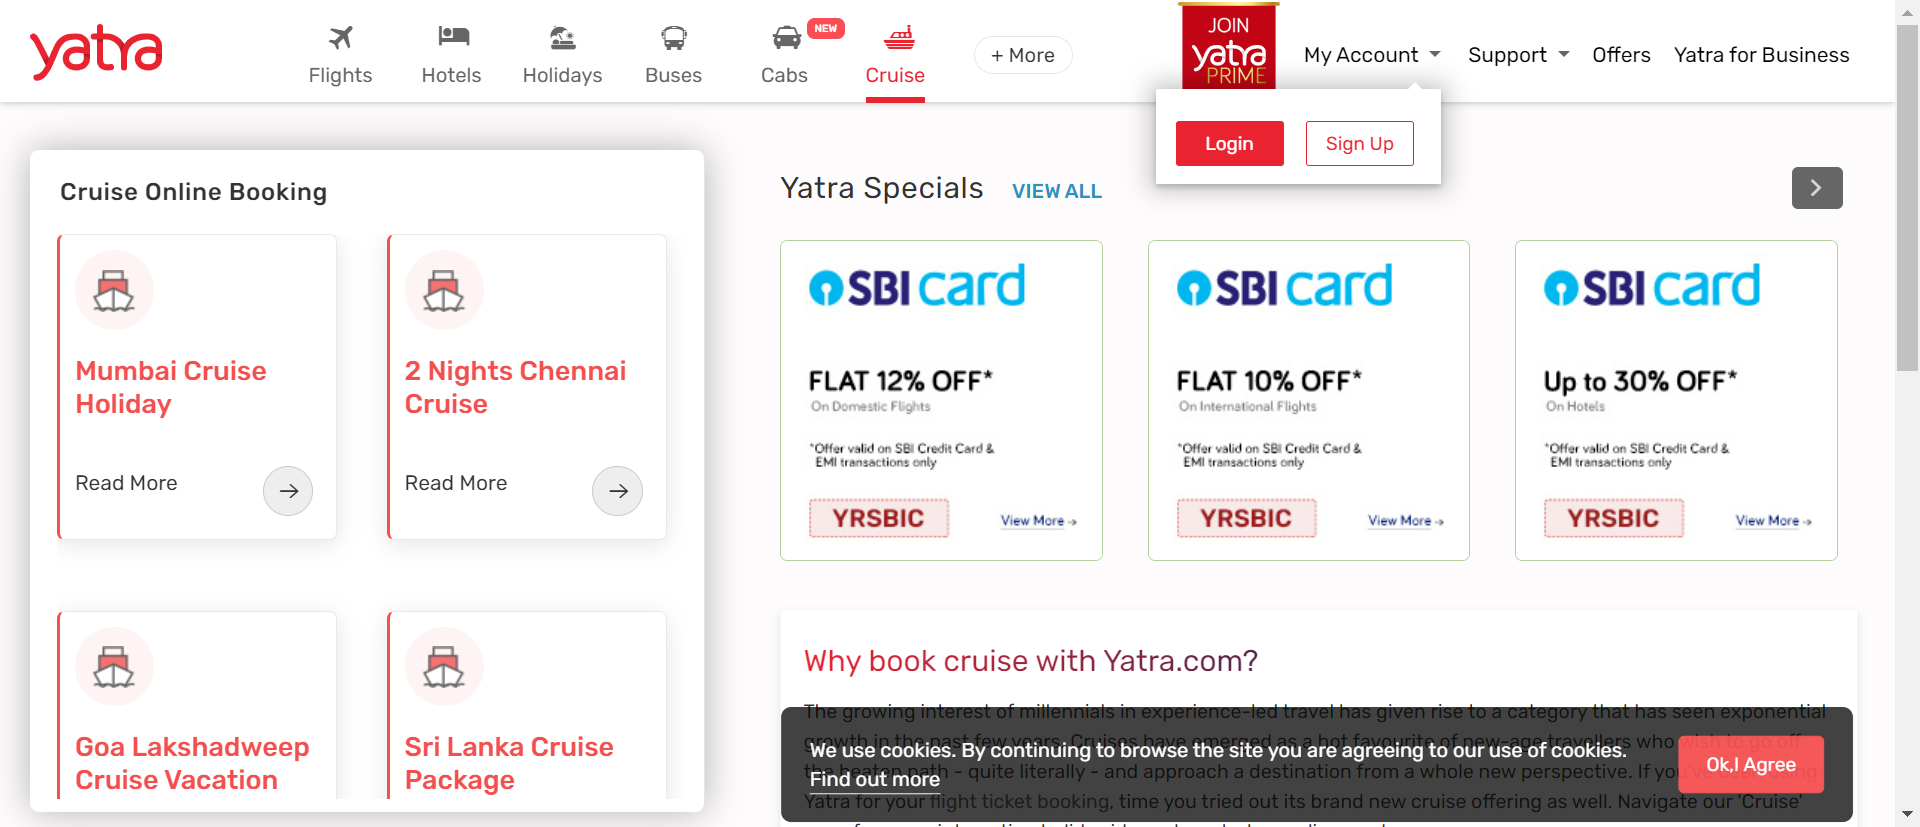 yatra
Flights
Hotels
Holidays
Buses
Cabs
NEW
Cruise
+ More
JOIN
yatra
PRIME
My Account
Support
Offers
Yatra for Business
Login
Sign Up
Cruise Online Booking
Mumbai Cruise
Holiday
Read More
2 Nights Chennai
Cruise
Read More
Goa Lakshadweep
Cruise Vacation
Sri Lanka Cruise
Package
Yatra Specials
VIEW ALL
SBI card
FLAT 12% OFF*
On Domestic Flights
*Offer valid on SBI Credit Card &
EMI transactions only
YRSBIC
View More →
SBI card
FLAT 10% OFF*
On International Flights
*Offer valid on SBI Credit Card &
EMI transactions only
YRSBIC
View More →
SBI card
Up to 30% OFF*
On Hotels
*Offer valid on SBI Credit Card &
EMI transactions only
YRSBIC
View More →
Why book cruise with Yatra.com?
The growing interest of millennials in experience-led travel has given rise to a category that has seen exponential
growth in the past few years. Cruises have emerged as a hot favourite of new-age travellers who wish to go off
the beaten path - quite literally - and approach a destination from a whole new perspective. If you've been using
Yatra for your flight ticket booking, time you tried out its brand new cruise offering as well. Navigate our 'Cruise'
We use cookies. By continuing to browse the site you are agreeing to our use of cookies.
Find out more
Ok,I Agree